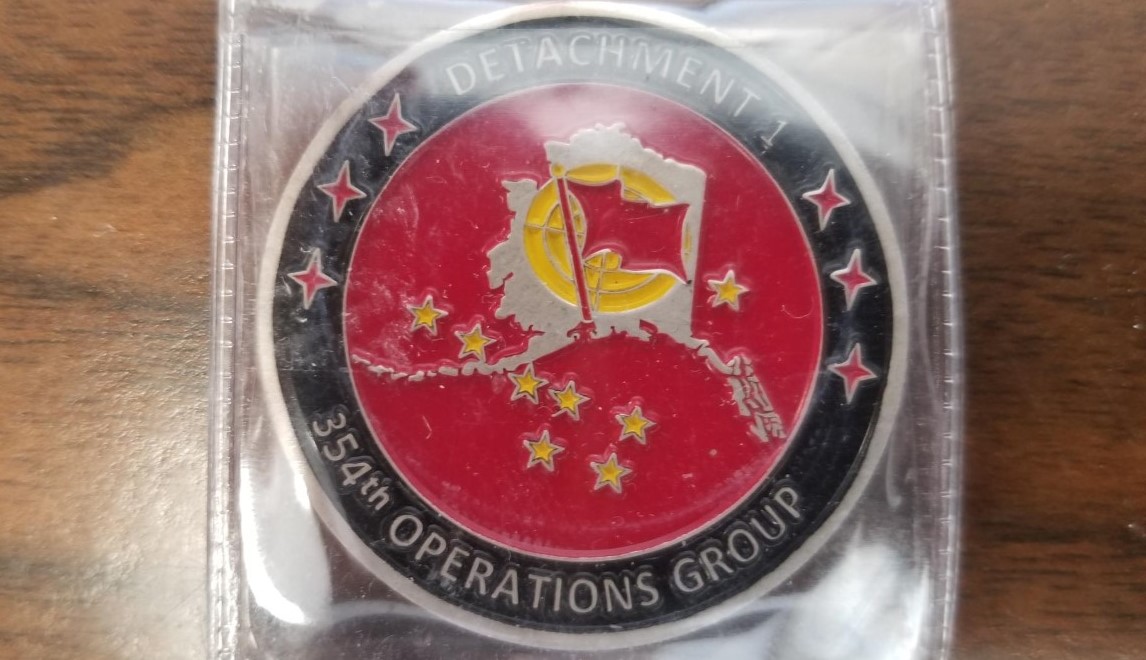 DETACHMENT 1
354th OPERATIONS GROUP